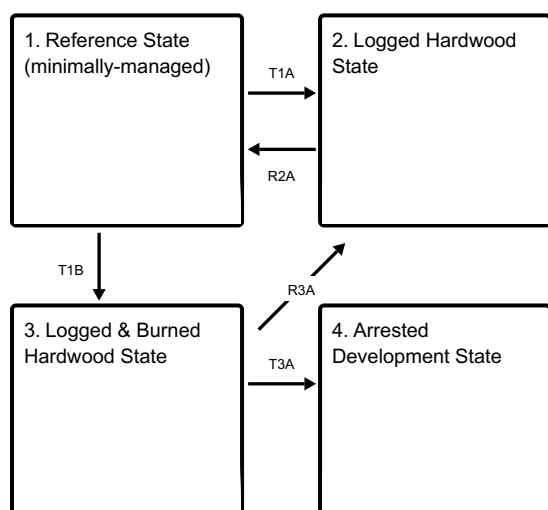 1. Reference State
(minimally-managed)
T1A
2. Logged Hardwood
State
R2A
T1B
R3A
3. Logged & Burned
Hardwood State
T3A
4. Arrested
Development State